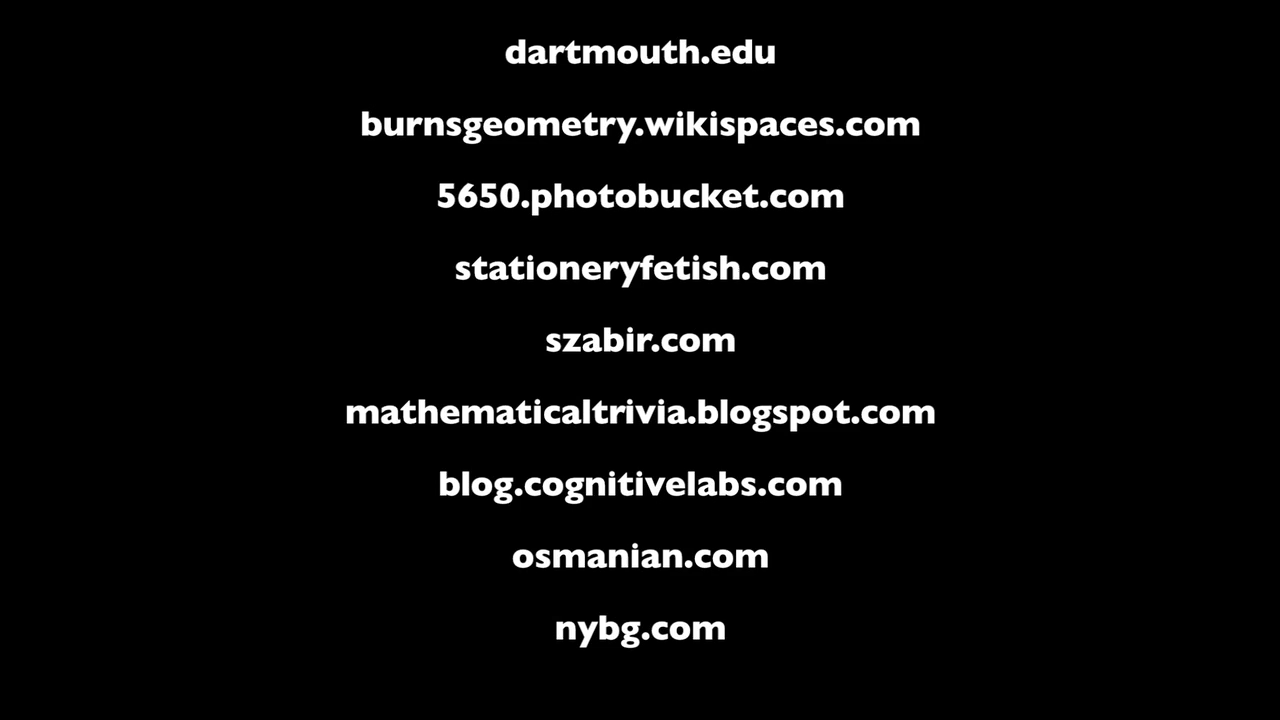 dartmouth.edu
burnsgeometry.wikispaces.com
5650.photobucket.com
stationeryfetish.com
szabir.com
mathematicaltrivia.blogspot.com
blog.cognitivelabs.com
osmanian.com
nybg.com